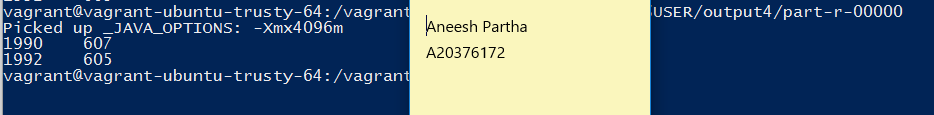 vagrant@vagrant-ubuntu-trusty-64:/vagrant
SUSER/output4/part-r-00000
Picked up _JAVA_OPTIONS: -Xmx4096m
1990 607
1992 605
vagrant@vagrant-ubuntu-trusty-64:/vagrant
Aneesh Partha
A20376172